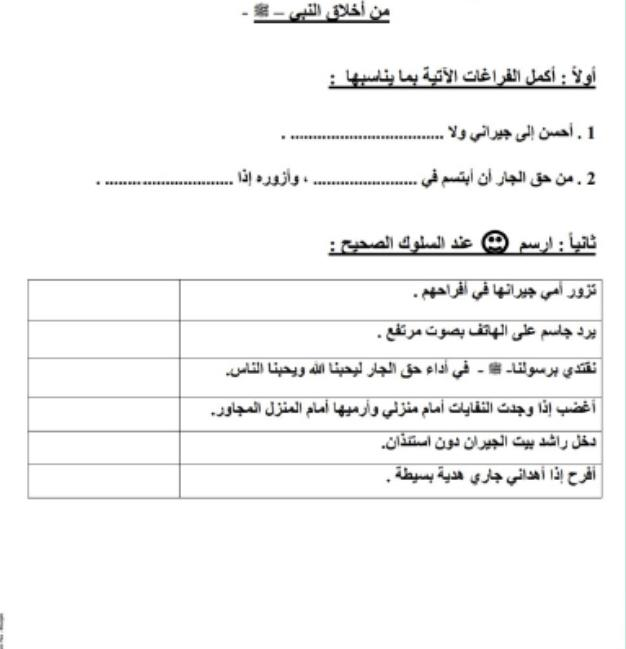 من أخلاق النبي – ﷺ -
أولاً : أكمل الفراغات الآتية بما يناسبها :
1 . أحسن إلى جيراني ولا .................................. .
2 . من حق الجار أن أبتسم في ....................... ، وأزوره إذا ............................ .
ثانياً : ارسم ☺ عند السلوك الصحيح :
تزور أمي جيرانها في أفراحهم .
يرد جاسم على الهاتف بصوت مرتفع .
نقتدي برسولنا- ﷺ - في أداء حق الجار ليحبنا الله ويحبنا الناس.
أغضب إذا وجدت النفايات أمام منزلي وأرميها أمام المنزل المجاور.
دخل راشد بيت الجيران دون استئذان.
أفرح إذا أهداني جاري هدية بسيطة .